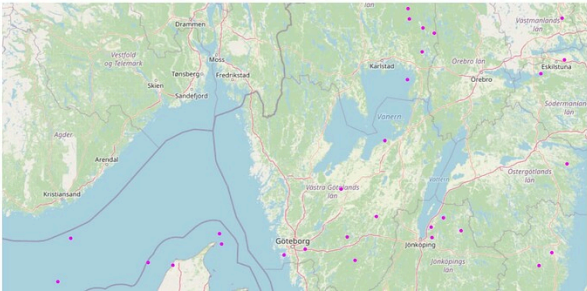 län
Drammen
Västmanlands
län
Vestfold
og Telemark
Moss
Karlstad
Örebro län
Eskilstuna
Tønsberg
Fredrikstad
Örebro
Skien
Sandefjord
Södermanlands
län
Vänern
Agder
Arendal
Östergötlands
län
Västra Götalands
län
Kristiansand
Göteborg
Jönköping
Jönköpings
län